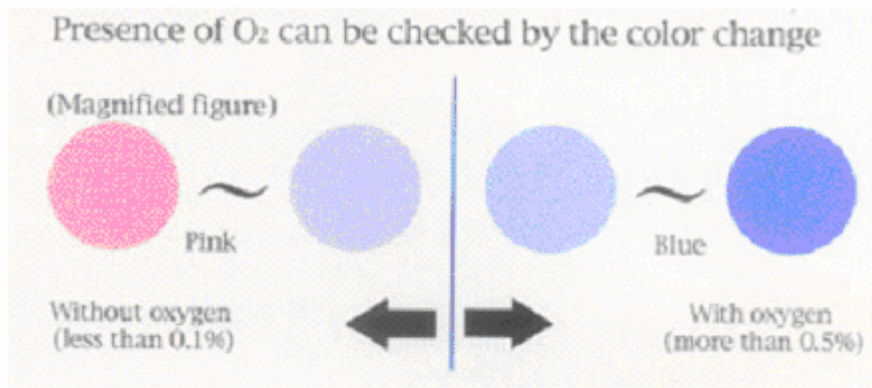 Presence of O₂ can be checked by the color change
(Magnified figure)
Pink
Blue
Without oxygen
(less than 0.1%)
With oxygen
(more than 0.5%)